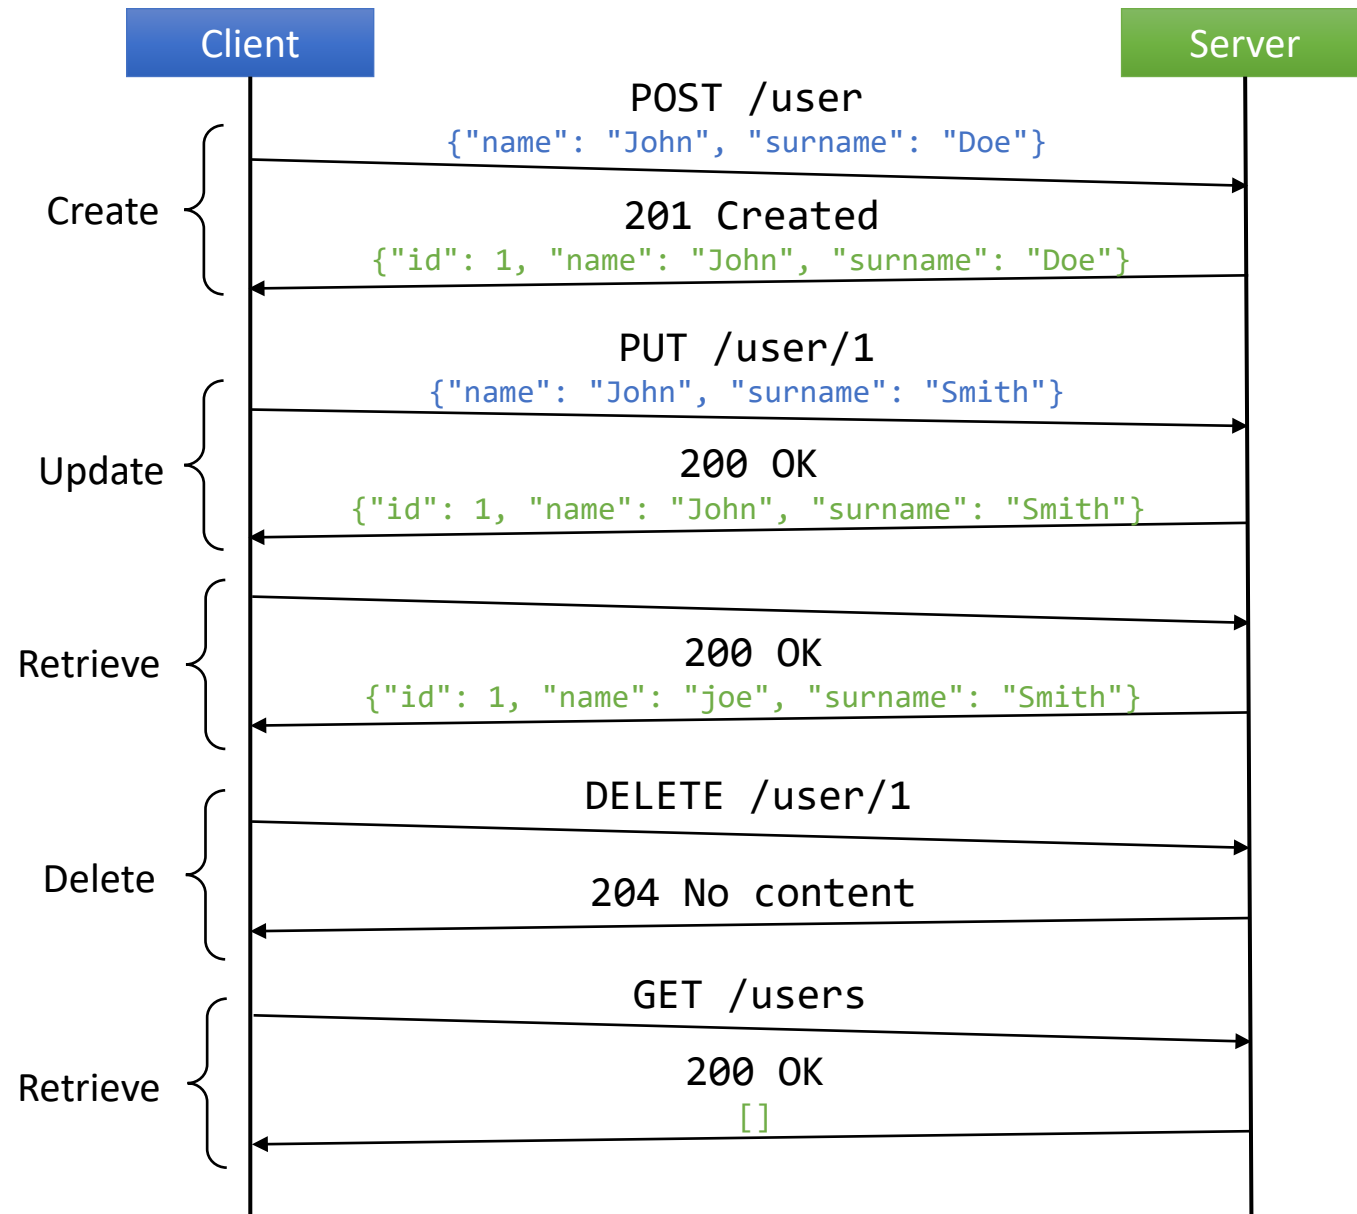 Client
Server
POST /user
{"name": "John", "surname": "Doe"}
Create
201 Created
{"id": 1, "name": "John", "surname": "Doe"}
PUT /user/1
{"name": "John", "surname": "Smith"}
Update
200 OK
{"id": 1, "name": "John", "surname": "Smith"}
Retrieve
200 OK
{"id": 1, "name": "joe", "surname": "Smith"}
DELETE /user/1
Delete
204 No content
GET /users
Retrieve
200 OK
[]